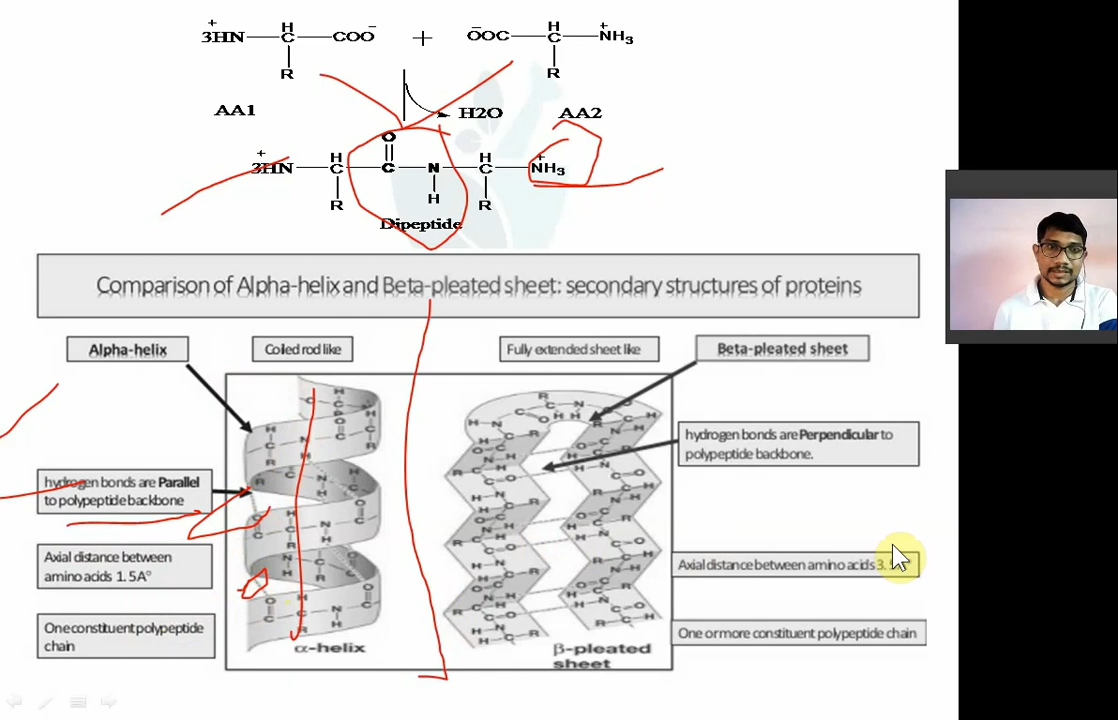 3HN + — C — COO- + -OOC — C — NH3 +
H H
R R
AA1 H2O AA2
O
3HN + — C — C — N — C — NH3 +
H H
R H R
Dipeptide
Comparison of Alpha-helix and Beta-pleated sheet: secondary structures of proteins
Alpha-helix
Coiled rod like
Fully extended sheet like
Beta-pleated sheet
hydrogen bonds are Parallel
to polypeptide backbone
hydrogen bonds are Perpendicular to
polypeptide backbone.
Axial distance between
amino acids 1.5A°
Axial distance between amino acids 3.
One constituent polypeptide
chain
One or more constituent polypeptide chain
α-helix
β-pleated
sheet